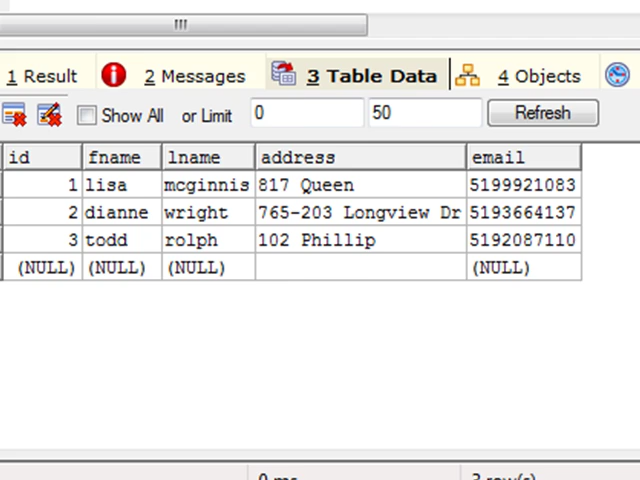 1 Result 2 Messages 3 Table Data 4 Objects
Show All or Limit 0 50 Refresh
id fname lname address email
1 lisa mcginnis 817 Queen 5199921083
2 dianne wright 765-203 Longview Dr 5193664137
3 todd rolph 102 Phillip 5192087110
(NULL) (NULL) (NULL) (NULL)
0 ms 3 row(s)